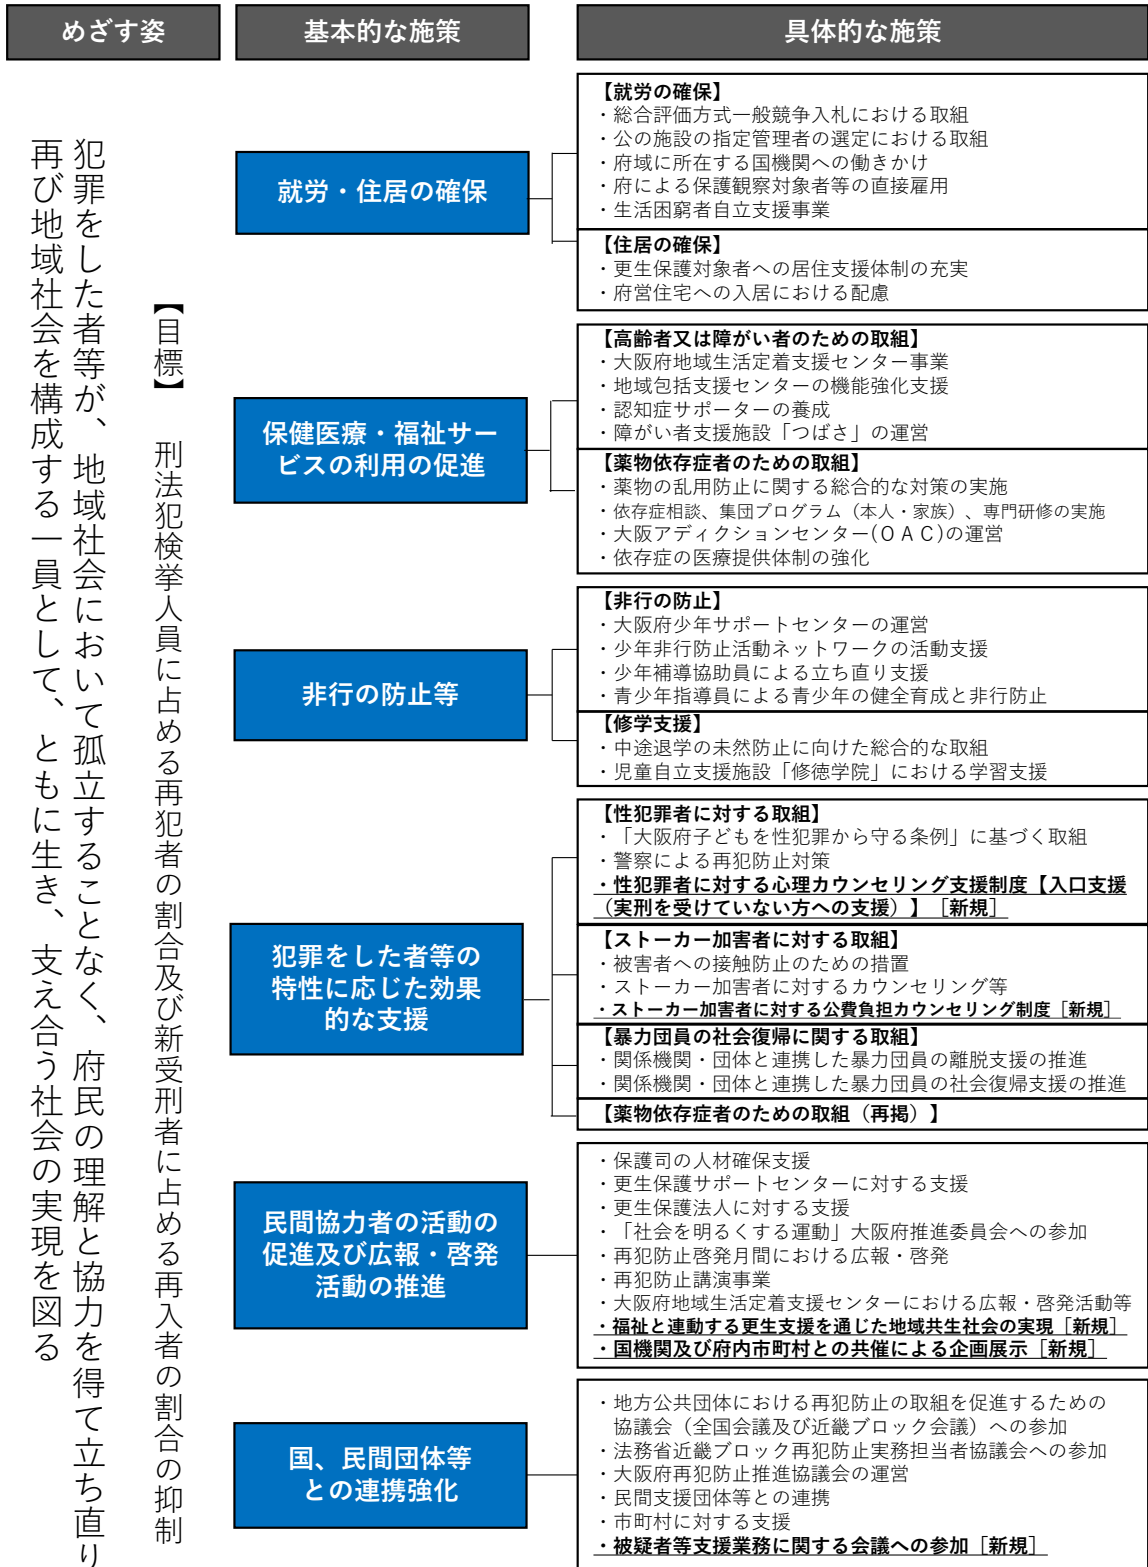 めざす姿
基本的な施策
具体的な施策
犯罪をした者等が、地域社会において孤立することなく、府民の理解と協力を得て立ち直り
再び地域社会を構成する一員として、ともに生き、支え合う社会の実現を図る
【目標】　刑法犯検挙人員に占める再犯者の割合及び新受刑者に占める再入者の割合の抑制
就労・住居の確保
【就労の確保】
・総合評価方式一般競争入札における取組
・公の施設の指定管理者の選定における取組
・府域に所在する国機関への働きかけ
・府による保護観察対象者等の直接雇用
・生活困窮者自立支援事業
【住居の確保】
・更生保護対象者への居住支援体制の充実
・府営住宅への入居における配慮
保健医療・福祉サー
ビスの利用の促進
【高齢者又は障がい者のための取組】
・大阪府地域生活定着支援センター事業
・地域包括支援センターの機能強化支援
・認知症サポーターの養成
・障がい者支援施設「つばさ」の運営
【薬物依存症者のための取組】
・薬物の乱用防止に関する総合的な対策の実施
・依存症相談、集団プログラム（本人・家族）、専門研修の実施
・大阪アディクションセンター(ＯＡＣ)の運営
・依存症の医療提供体制の強化
非行の防止等
【非行の防止】
・大阪府少年サポートセンターの運営
・少年非行防止活動ネットワークの活動支援
・少年補導協助員による立ち直り支援
・青少年指導員による青少年の健全育成と非行防止
【修学支援】
・中途退学の未然防止に向けた総合的な取組
・児童自立支援施設「修徳学院」における学習支援
犯罪をした者等の
特性に応じた効果
的な支援
【性犯罪者に対する取組】
・「大阪府子どもを性犯罪から守る条例」に基づく取組
・警察による再犯防止対策
・性犯罪者に対する心理カウンセリング支援制度【入口支援
（実刑を受けていない方への支援）】［新規］
【ストーカー加害者に対する取組】
・被害者への接触防止のための措置
・ストーカー加害者に対するカウンセリング等
・ストーカー加害者に対する公費負担カウンセリング制度［新規］
【暴力団員の社会復帰に関する取組】
・関係機関・団体と連携した暴力団員の離脱支援の推進
・関係機関・団体と連携した暴力団員の社会復帰支援の推進
【薬物依存症者のための取組（再掲）】
民間協力者の活動の
促進及び広報・啓発
活動の推進
・保護司の人材確保支援
・更生保護サポートセンターに対する支援
・更生保護法人に対する支援
・「社会を明るくする運動」大阪府推進委員会への参加
・再犯防止啓発月間における広報・啓発
・再犯防止講演事業
・大阪府地域生活定着支援センターにおける広報・啓発活動等
・福祉と連動する更生支援を通じた地域共生社会の実現［新規］
・国機関及び府内市町村との共催による企画展示［新規］
国、民間団体等
との連携強化
・地方公共団体における再犯防止の取組を促進するための
協議会（全国会議及び近畿ブロック会議）への参加
・法務省近畿ブロック再犯防止実務担当者協議会への参加
・大阪府再犯防止推進協議会の運営
・民間支援団体等との連携
・市町村に対する支援
・被疑者等支援業務に関する会議への参加［新規］